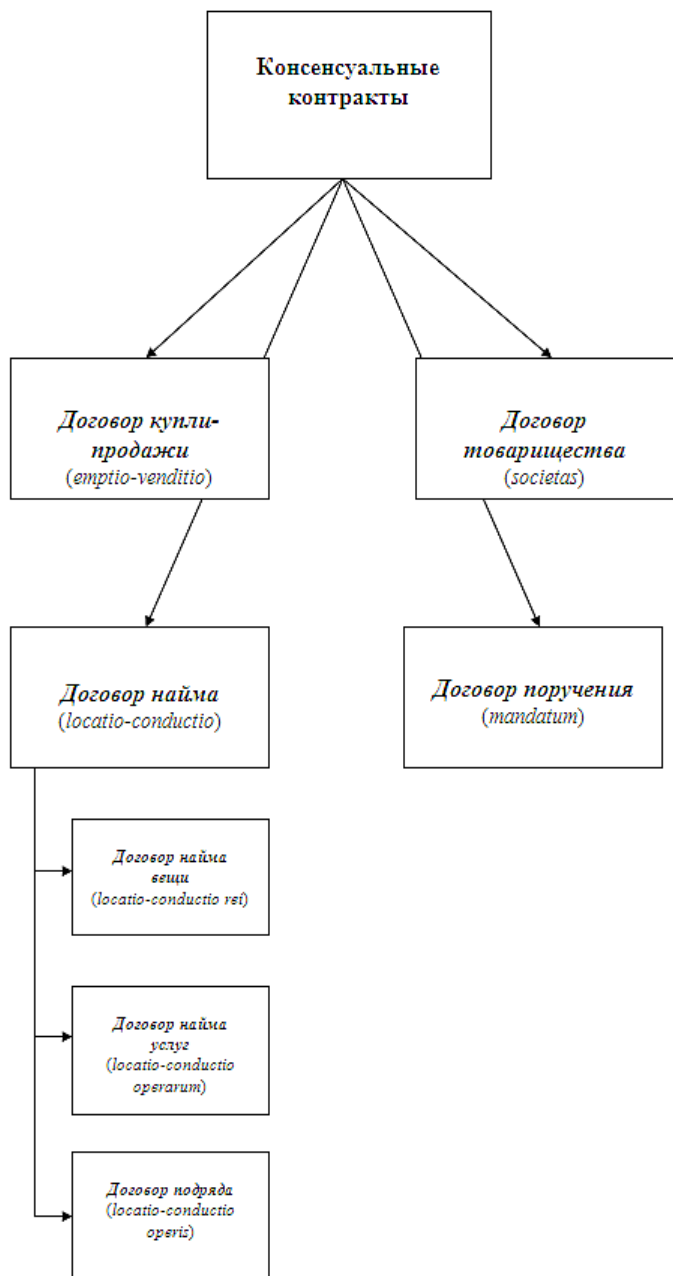 Консенсуальные
контракты
Договор купли-
продажи
(emptio-venditio)
Договор
товарищества
(societas)
Договор найма
(locatio-conductio)
Договор поручения
(mandatum)
Договор найма
вещи
(locatio-conductio rei)
Договор найма
услуг
(locatio-conductio
operarum)
Договор подряда
(locatio-conductio
operis)